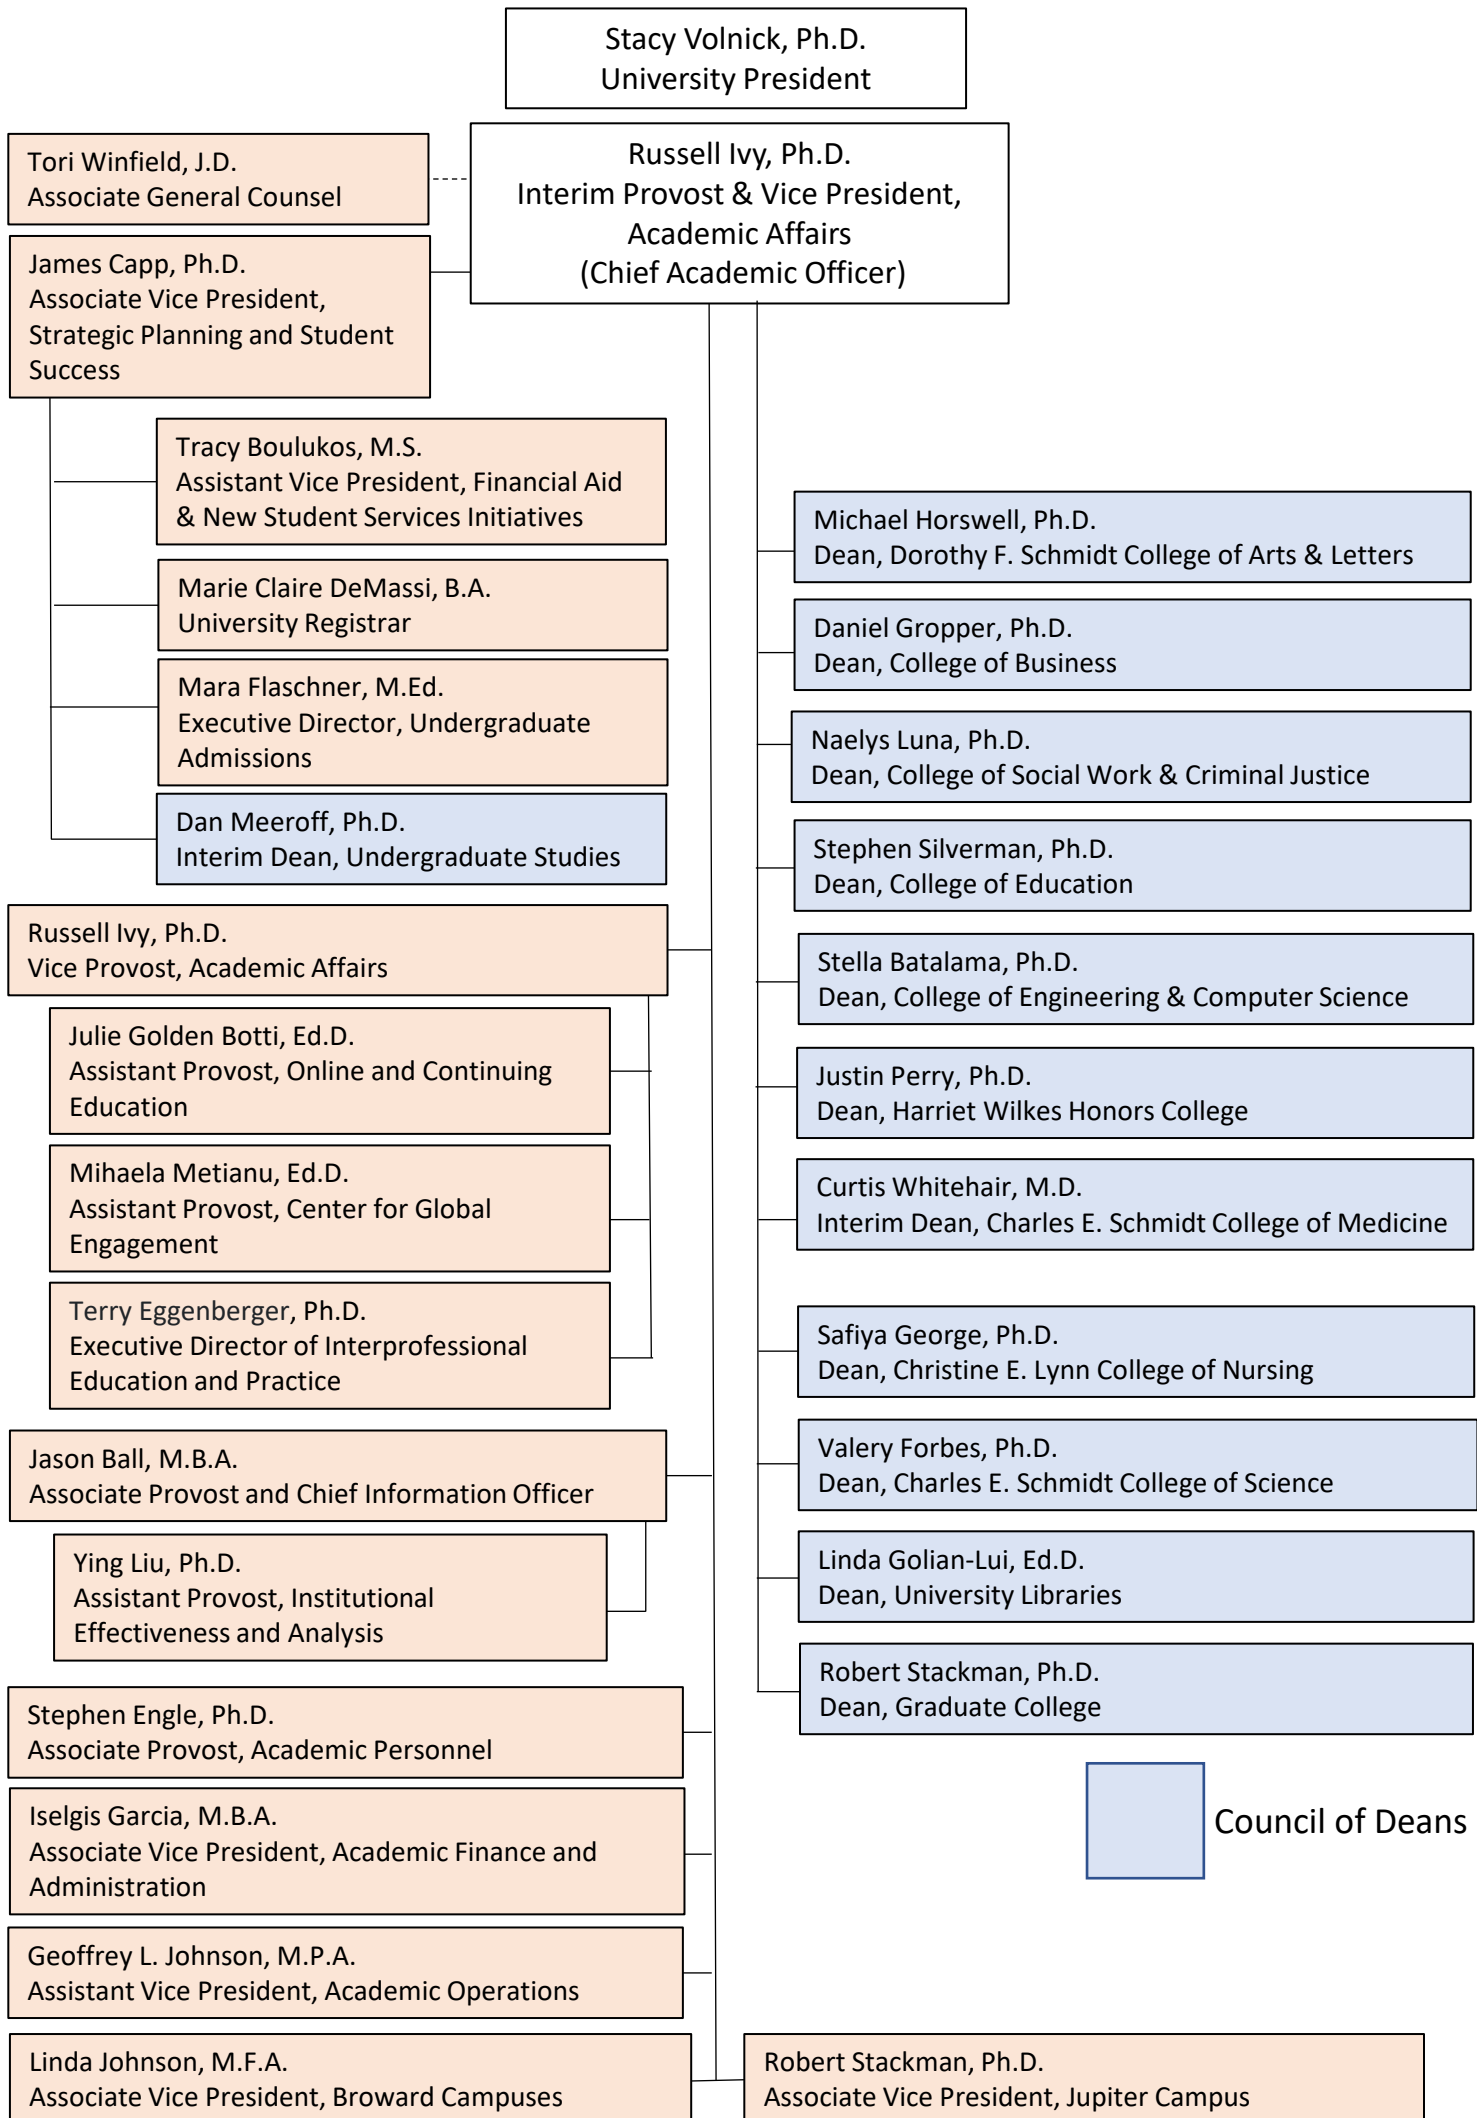 Stacy Volnick, Ph.D.
University President
Russell Ivy, Ph.D.
Interim Provost & Vice President,
Academic Affairs
(Chief Academic Officer)
Tori Winfield, J.D.
Associate General Counsel
James Capp, Ph.D.
Associate Vice President,
Strategic Planning and Student
Success
Tracy Boulukos, M.S.
Assistant Vice President, Financial Aid
& New Student Services Initiatives
Marie Claire DeMassi, B.A.
University Registrar
Mara Flaschner, M.Ed.
Executive Director, Undergraduate
Admissions
Dan Meeroff, Ph.D.
Interim Dean, Undergraduate Studies
Russell Ivy, Ph.D.
Vice Provost, Academic Affairs
Julie Golden Botti, Ed.D.
Assistant Provost, Online and Continuing
Education
Mihaela Metianu, Ed.D.
Assistant Provost, Center for Global
Engagement
Terry Eggenberger, Ph.D.
Executive Director of Interprofessional
Education and Practice
Jason Ball, M.B.A.
Associate Provost and Chief Information Officer
Ying Liu, Ph.D.
Assistant Provost, Institutional
Effectiveness and Analysis
Stephen Engle, Ph.D.
Associate Provost, Academic Personnel
Iselgis Garcia, M.B.A.
Associate Vice President, Academic Finance and
Administration
Geoffrey L. Johnson, M.P.A.
Assistant Vice President, Academic Operations
Linda Johnson, M.F.A.
Associate Vice President, Broward Campuses
Michael Horswell, Ph.D.
Dean, Dorothy F. Schmidt College of Arts & Letters
Daniel Gropper, Ph.D.
Dean, College of Business
Naelys Luna, Ph.D.
Dean, College of Social Work & Criminal Justice
Stephen Silverman, Ph.D.
Dean, College of Education
Stella Batalama, Ph.D.
Dean, College of Engineering & Computer Science
Justin Perry, Ph.D.
Dean, Harriet Wilkes Honors College
Curtis Whitehair, M.D.
Interim Dean, Charles E. Schmidt College of Medicine
Safiya George, Ph.D.
Dean, Christine E. Lynn College of Nursing
Valery Forbes, Ph.D.
Dean, Charles E. Schmidt College of Science
Linda Golian-Lui, Ed.D.
Dean, University Libraries
Robert Stackman, Ph.D.
Dean, Graduate College
Council of Deans
Robert Stackman, Ph.D.
Associate Vice President, Jupiter Campus